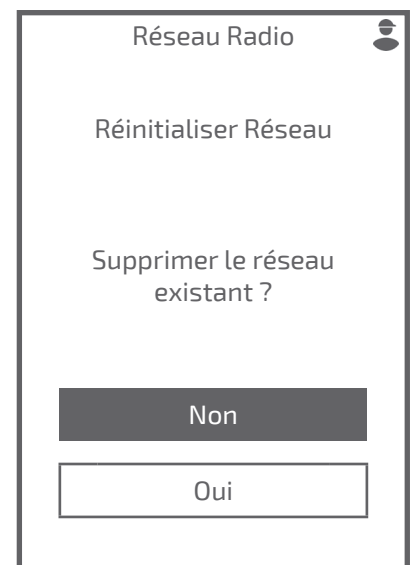 Réseau Radio
Réinitialiser Réseau
Supprimer le réseau
existant ?
Non
Oui